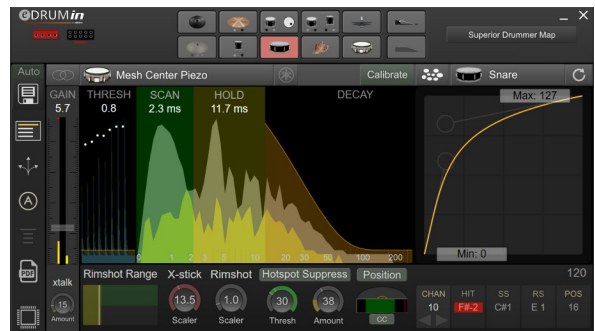 eDRUMin
Superior Drummer Map
Auto
Mesh Center Piezo
Calibrate
Snare
GAIN THRESH SCAN HOLD DECAY
5.7 0.8 2.3 ms 11.7 ms
Max: 127
A
0 1 2 3 5 10 20 30 50 100 200
Min: 0
PDF
xtalk Rimshot Range X-stick Rimshot Hotspot Suppress Position 120
CHAN HIT SS RS POS
15 13.5 1.0 30 38 10 F#-2 C#1 E 1 16
Amount Scaler Scaler Thresh Amount CC